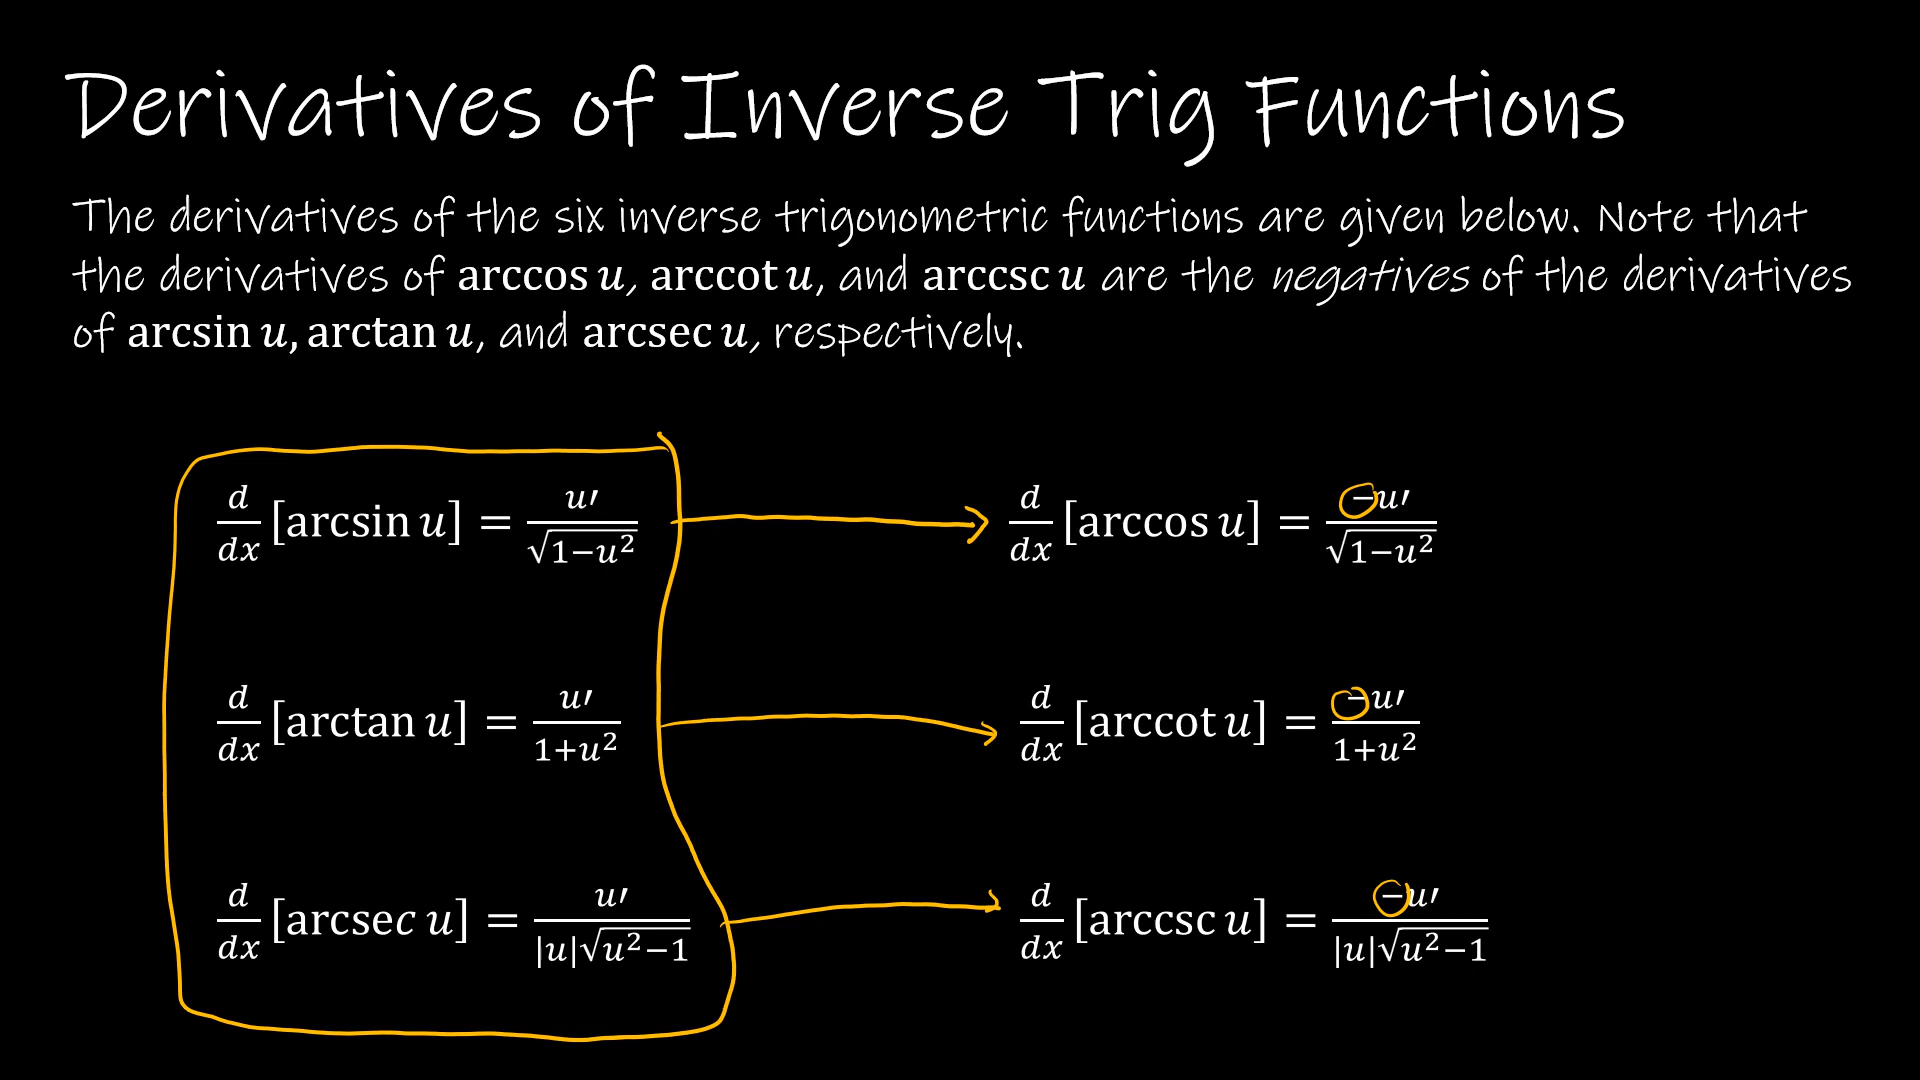 Derivatives of Inverse Trig Functions
The derivatives of the six inverse trigonometric functions are given below. Note that
the derivatives of arccos u, arccot u, and arccsc u are the negatives of the derivatives
of arcsin u, arctan u, and arcsec u, respectively.
d/dx [arcsin u] = u′/√(1−u²)
d/dx [arccos u] = −u′/√(1−u²)
d/dx [arctan u] = u′/(1+u²)
d/dx [arccot u] = −u′/(1+u²)
d/dx [arcsec u] = u′/(|u|√(u²−1))
d/dx [arccsc u] = −u′/(|u|√(u²−1))